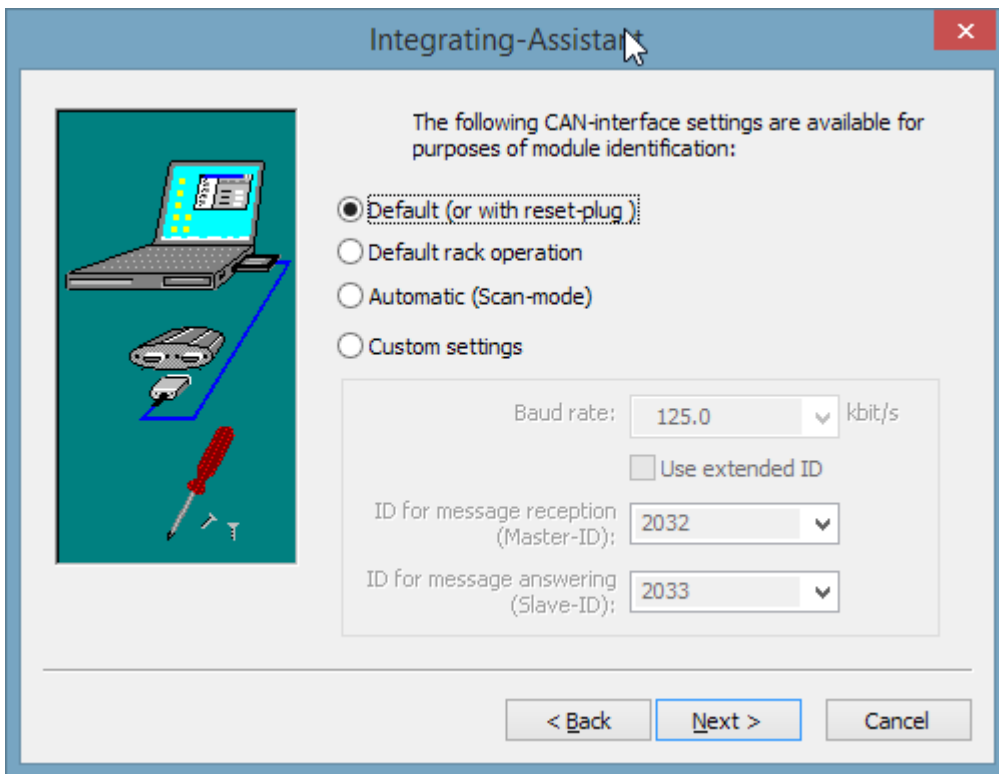 Integrating-Assistant
The following CAN-interface settings are available for
purposes of module identification:
Default (or with reset-plug )
Default rack operation
Automatic (Scan-mode)
Custom settings
Baud rate: 125.0 kbit/s
Use extended ID
ID for message reception
(Master-ID): 2032
ID for message answering
(Slave-ID): 2033
< Back Next > Cancel